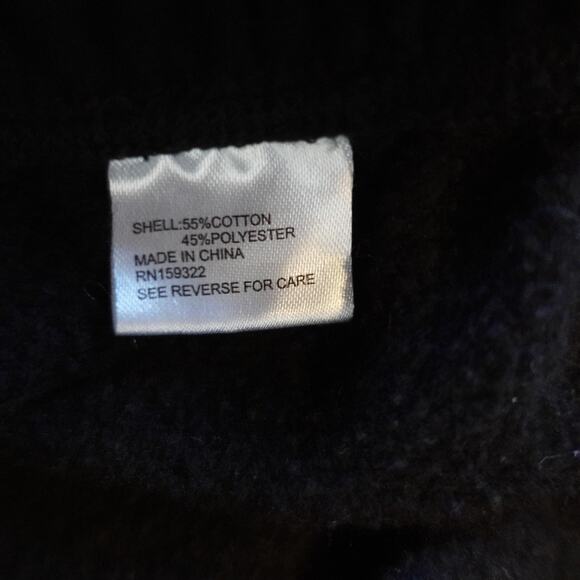 SHELL:55%COTTON
45%POLYESTER
MADE IN CHINA
RN159322
SEE REVERSE FOR CARE